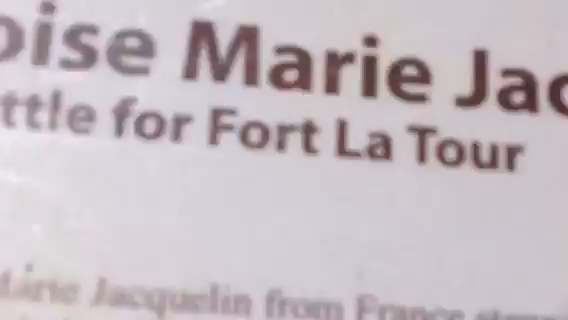 oise Marie Jac
ttle for Fort La Tour
Marie Jacquelin from France